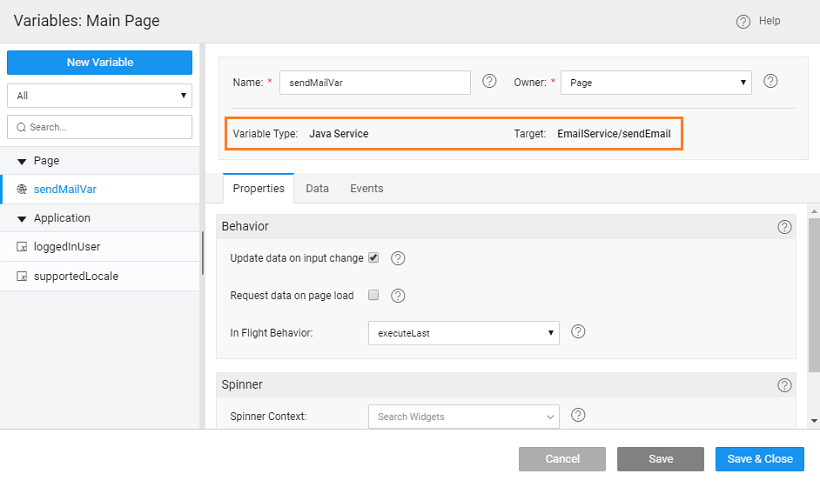 Variables: Main Page
Help
New Variable
All
Search...
Page
sendMailVar
Application
loggedInUser
supportedLocale
Name: * sendMailVar
Owner: * Page
Variable Type: Java Service
Target: EmailService/sendEmail
Properties Data Events
Behavior
Update data on input change
Request data on page load
In Flight Behavior: executeLast
Spinner
Spinner Context: Search Widgets
Cancel Save Save & Close